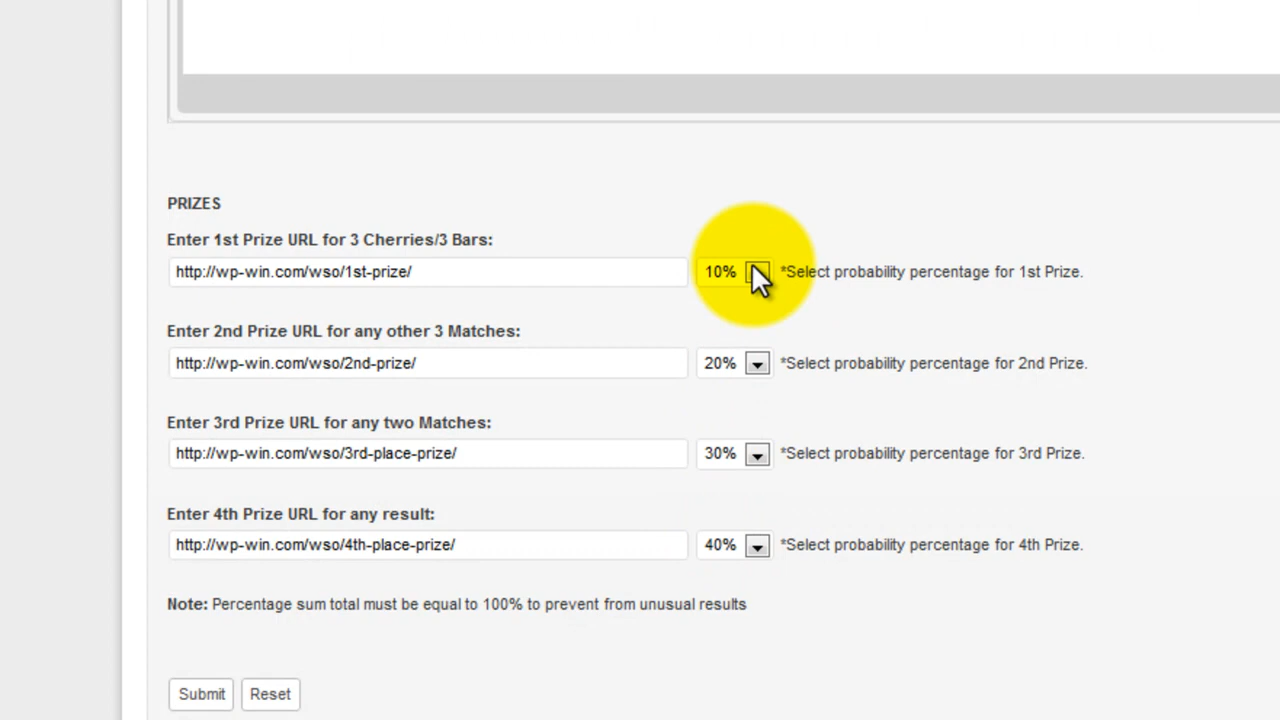 PRIZES
Enter 1st Prize URL for 3 Cherries/3 Bars:
http://wp-win.com/wso/1st-prize/ 10% *Select probability percentage for 1st Prize.
Enter 2nd Prize URL for any other 3 Matches:
http://wp-win.com/wso/2nd-prize/ 20% *Select probability percentage for 2nd Prize.
Enter 3rd Prize URL for any two Matches:
http://wp-win.com/wso/3rd-place-prize/ 30% *Select probability percentage for 3rd Prize.
Enter 4th Prize URL for any result:
http://wp-win.com/wso/4th-place-prize/ 40% *Select probability percentage for 4th Prize.
Note: Percentage sum total must be equal to 100% to prevent from unusual results
Submit Reset